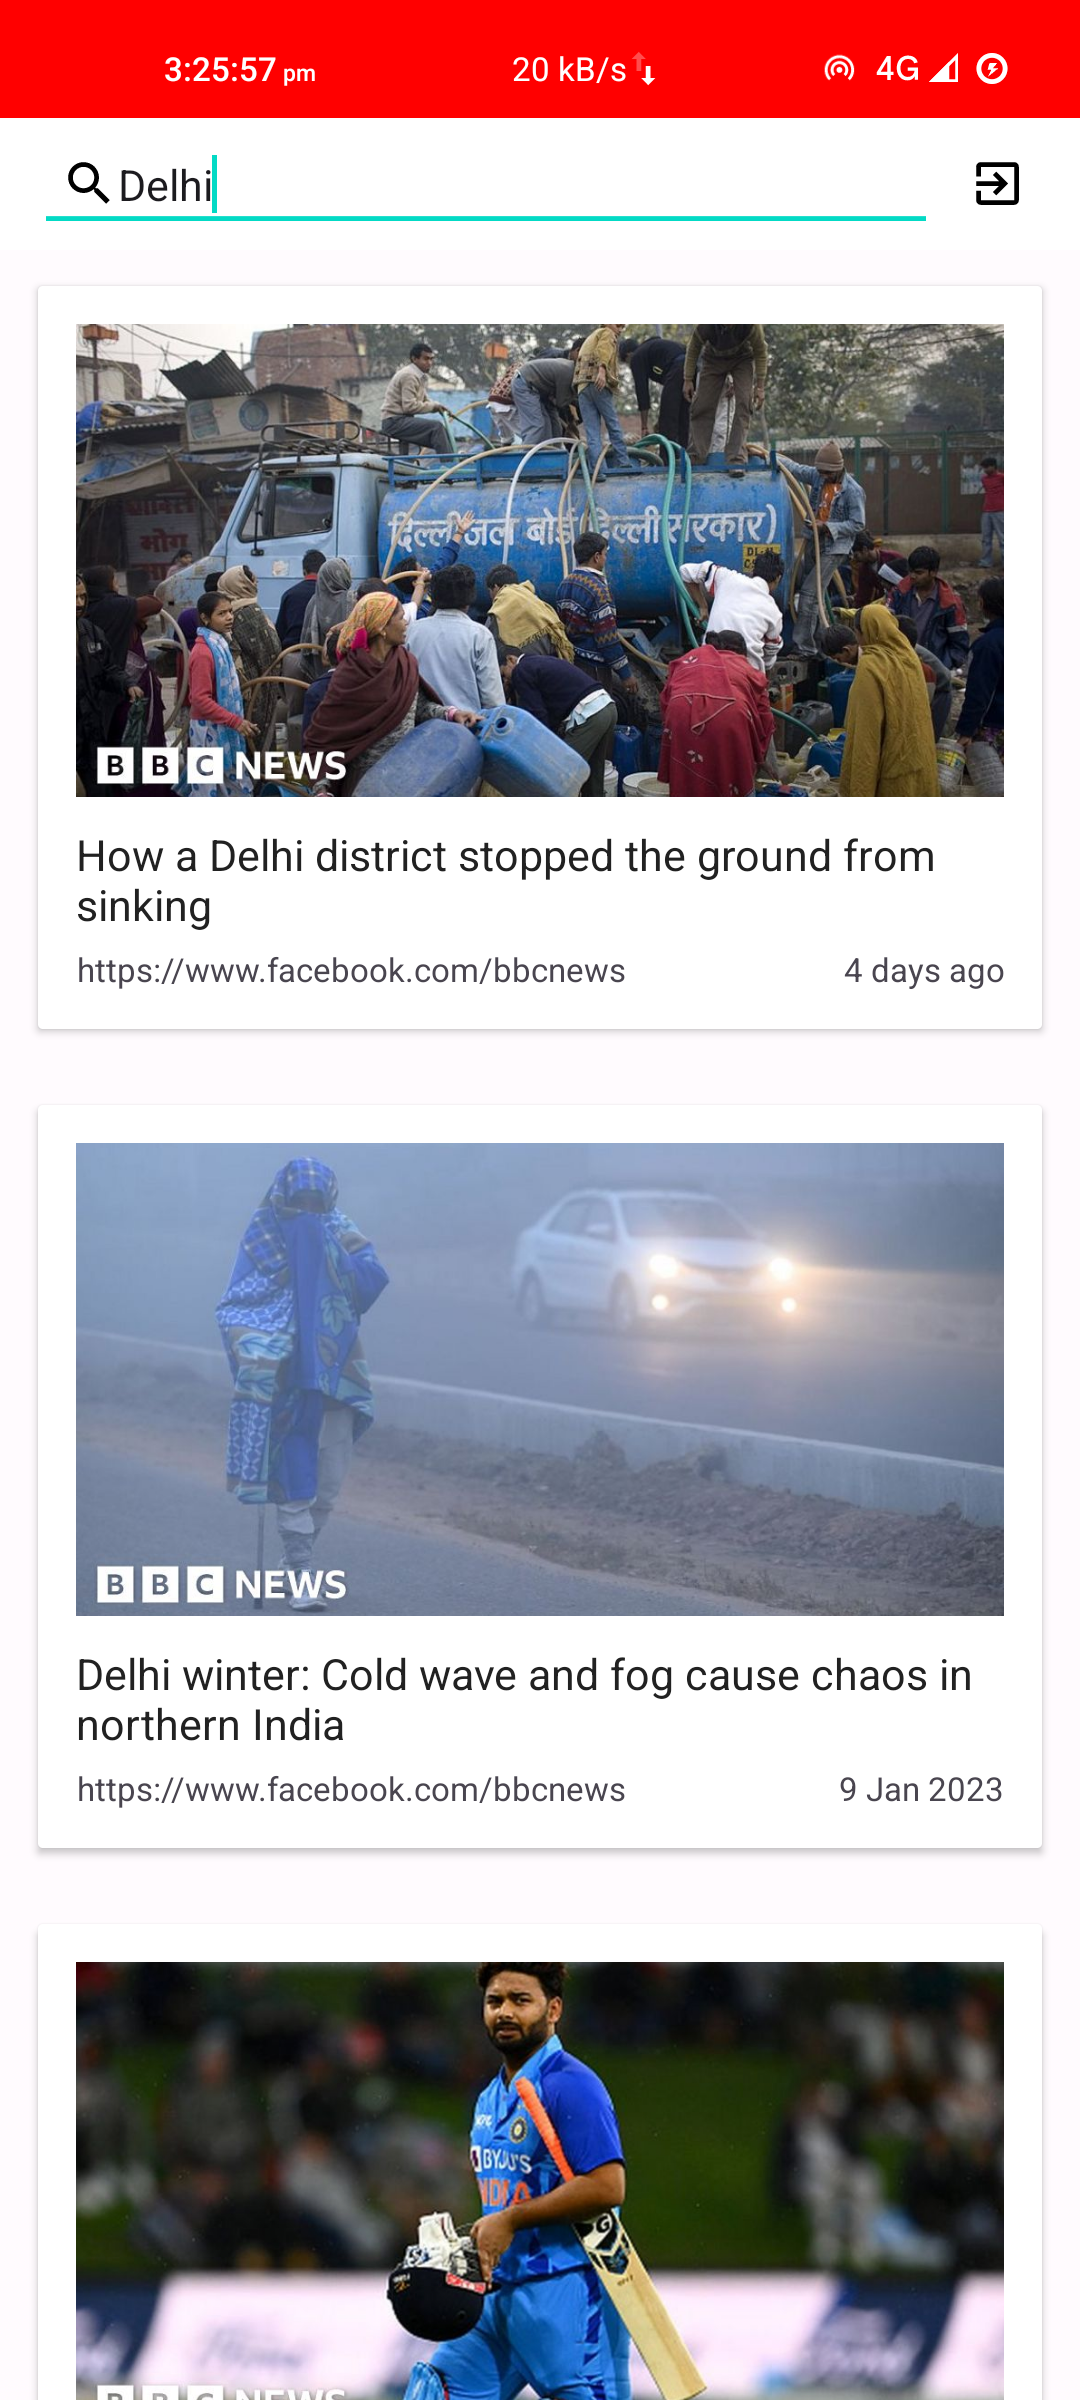 3:25:57 pm
20 kB/s
4G
Delhi
दिल्ली जल बोर्ड दिल्ली सरकार)
BBC NEWS
How a Delhi district stopped the ground from
sinking
https://www.facebook.com/bbcnews
4 days ago
BBC NEWS
Delhi winter: Cold wave and fog cause chaos in
northern India
https://www.facebook.com/bbcnews
9 Jan 2023
BYJU'S
INDIA
BBC NEWS